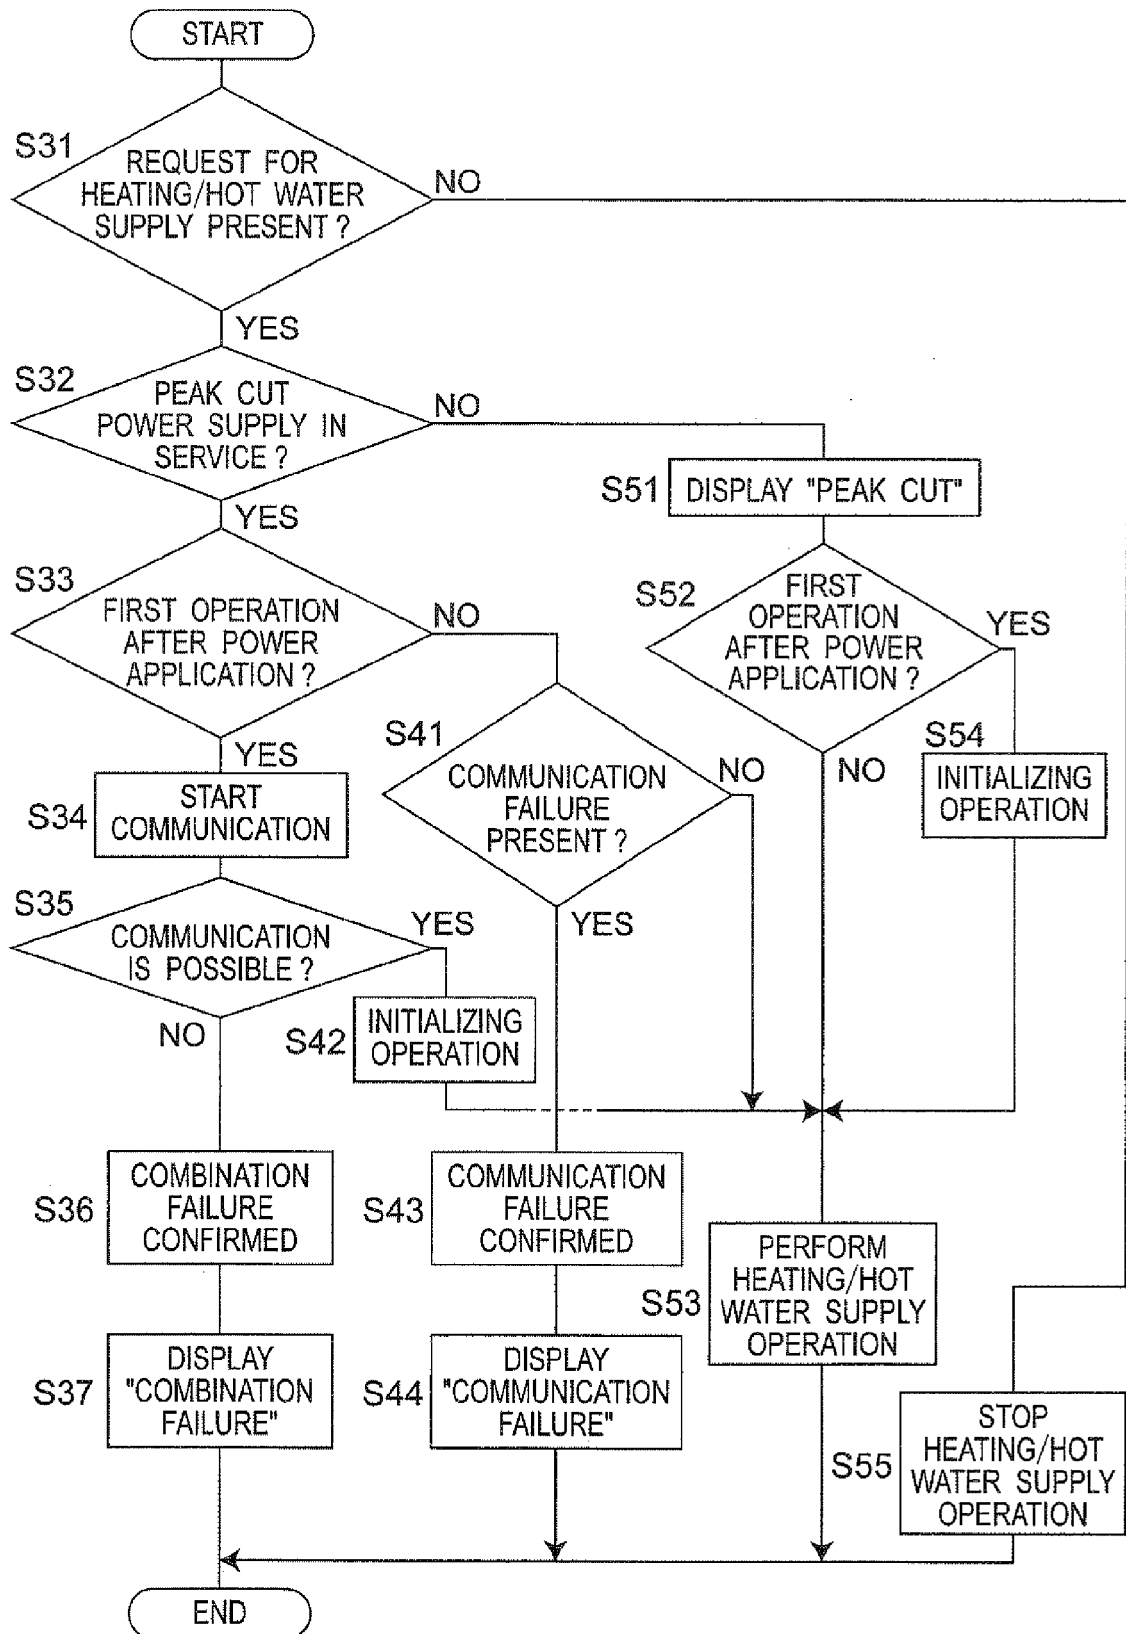 START
S31
REQUEST FOR
HEATING/HOT WATER
SUPPLY PRESENT ?
NO
YES
S32
PEAK CUT
POWER SUPPLY IN
SERVICE ?
NO
YES
S51
DISPLAY "PEAK CUT"
S33
FIRST OPERATION
AFTER POWER
APPLICATION ?
NO
YES
S52
FIRST
OPERATION
AFTER POWER
APPLICATION ?
YES
NO
S54
INITIALIZING
OPERATION
S41
COMMUNICATION
FAILURE
PRESENT ?
NO
YES
S34
START
COMMUNICATION
S35
COMMUNICATION
IS POSSIBLE ?
YES
NO
S42
INITIALIZING
OPERATION
S36
COMBINATION
FAILURE
CONFIRMED
S43
COMMUNICATION
FAILURE
CONFIRMED
S53
PERFORM
HEATING/HOT
WATER SUPPLY
OPERATION
S37
DISPLAY
"COMBINATION
FAILURE"
S44
DISPLAY
"COMMUNICATION
FAILURE"
S55
STOP
HEATING/HOT
WATER SUPPLY
OPERATION
END